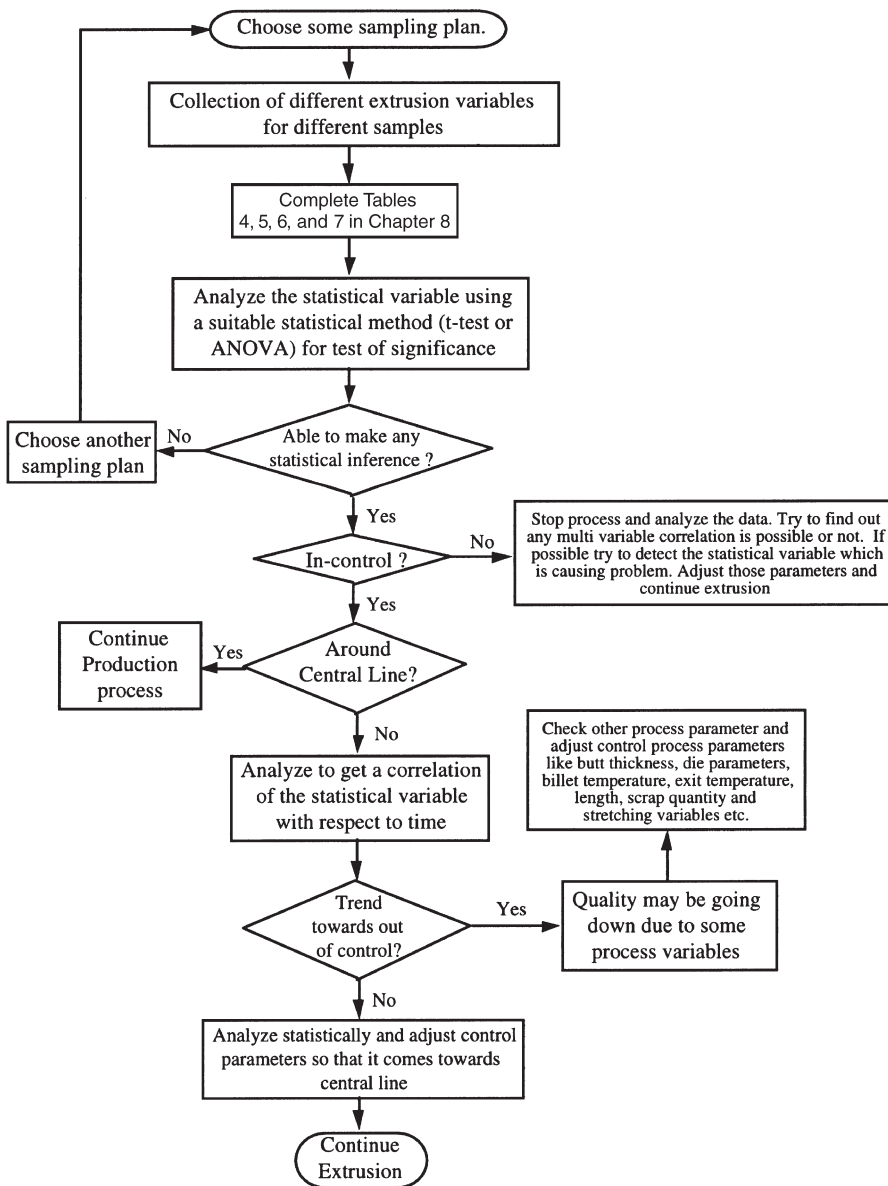 Choose some sampling plan.
Collection of different extrusion variables
for different samples
Complete Tables
4, 5, 6, and 7 in Chapter 8
Analyze the statistical variable using
a suitable statistical method (t-test or
ANOVA) for test of significance
Able to make any
statistical inference ?
No
Choose another
sampling plan
Yes
In-control ?
No
Stop process and analyze the data. Try to find out
any multi variable correlation is possible or not. If
possible try to detect the statistical variable which
is causing problem. Adjust those parameters and
continue extrusion
Yes
Around
Central Line?
Yes
Continue
Production
process
No
Analyze to get a correlation
of the statistical variable
with respect to time
Trend
towards out
of control?
Yes
Quality may be going
down due to some
process variables
Check other process parameter and
adjust control process parameters
like butt thickness, die parameters,
billet temperature, exit temperature,
length, scrap quantity and
stretching variables etc.
No
Analyze statistically and adjust control
parameters so that it comes towards
central line
Continue
Extrusion